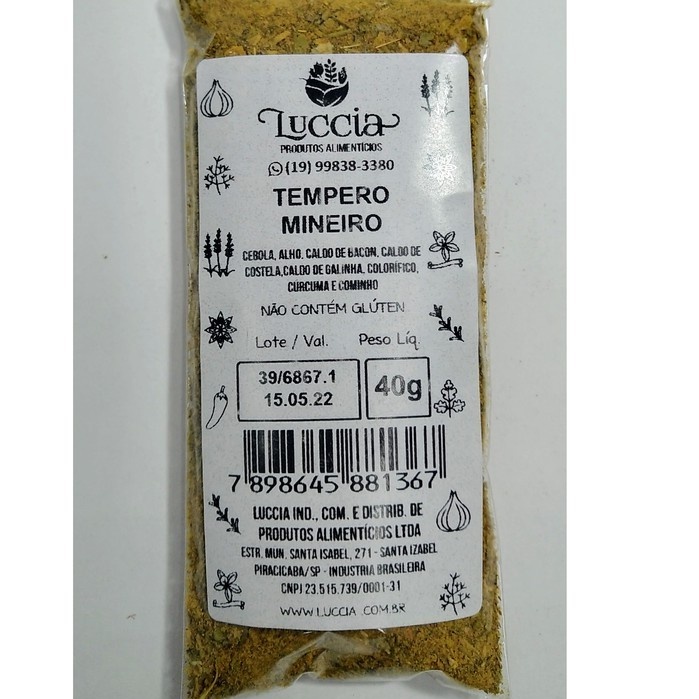 Luccia
PRODUTOS ALIMENTÍCIOS
(19) 99838-3380
TEMPERO
MINEIRO
CEBOLA, ALHO, CALDO DE BACON, CALDO DE
COSTELA,CALDO DE GALINHA, COLORÍFICO,
CÚRCUMA E COMINHO
NÃO CONTÉM GLÚTEN
Lote / Val. Peso Líq.
39/6867.1
15.05.22
40g
7 898645 881367
LUCCIA IND., COM. E DISTRIB. DE
PRODUTOS ALIMENTÍCIOS LTDA
ESTR. MUN. SANTA ISABEL, 271 - SANTA IZABEL
PIRACICABA/SP - INDUSTRIA BRASILEIRA
CNPJ 23.515.739/0001-31
WWW.LUCCIA.COM.BR